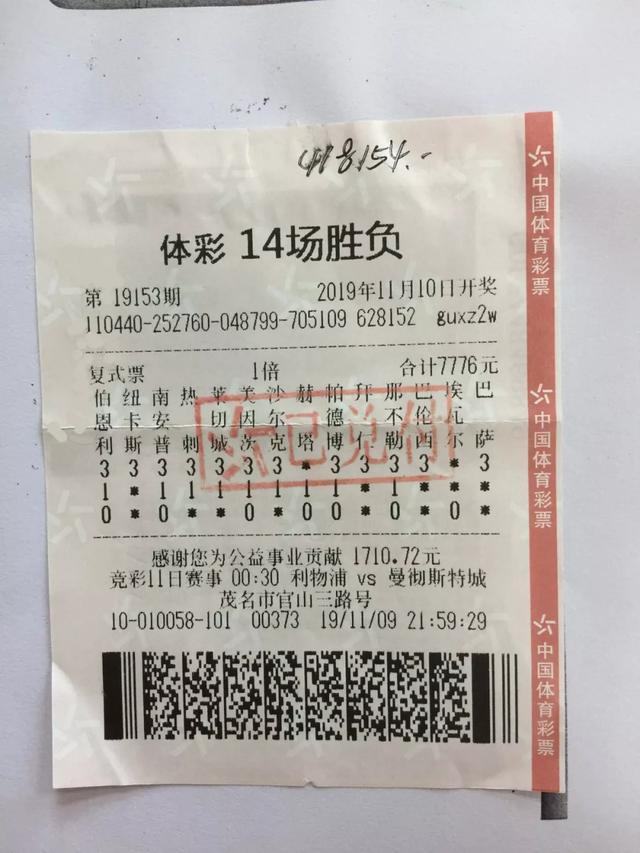 418154.-
体彩 14场胜负
第 19153期 2019年11月10日开奖
110440-252760-048799-705109 628152 guxz2w
复式票 1倍 合计7776元
伯 纽 南 热 莱 美 沙 赫 帕 拜 那 巴 埃 巴
恩 卡 安 切 因 尔 德 不 伦 瓦
利 斯 普 刺 城 茨 克 塔 博 仁 勒 西 尔 萨
3 3 3 3 3 3 3 * 3 3 3 3 * 3
1 * 1 1 1 1 1 1 1 * 1 * * *
0 * 0 * * 0 * 0 0 * 0 * 0 *
已兑付
感谢您为公益事业贡献 1710.72元
竞彩11日赛事 00:30 利物浦 vs 曼彻斯特城
茂名市官山三路号
10-010058-101 00373 19/11/09 21:59:29
中国体育彩票
中国体育彩票
中国体育彩票